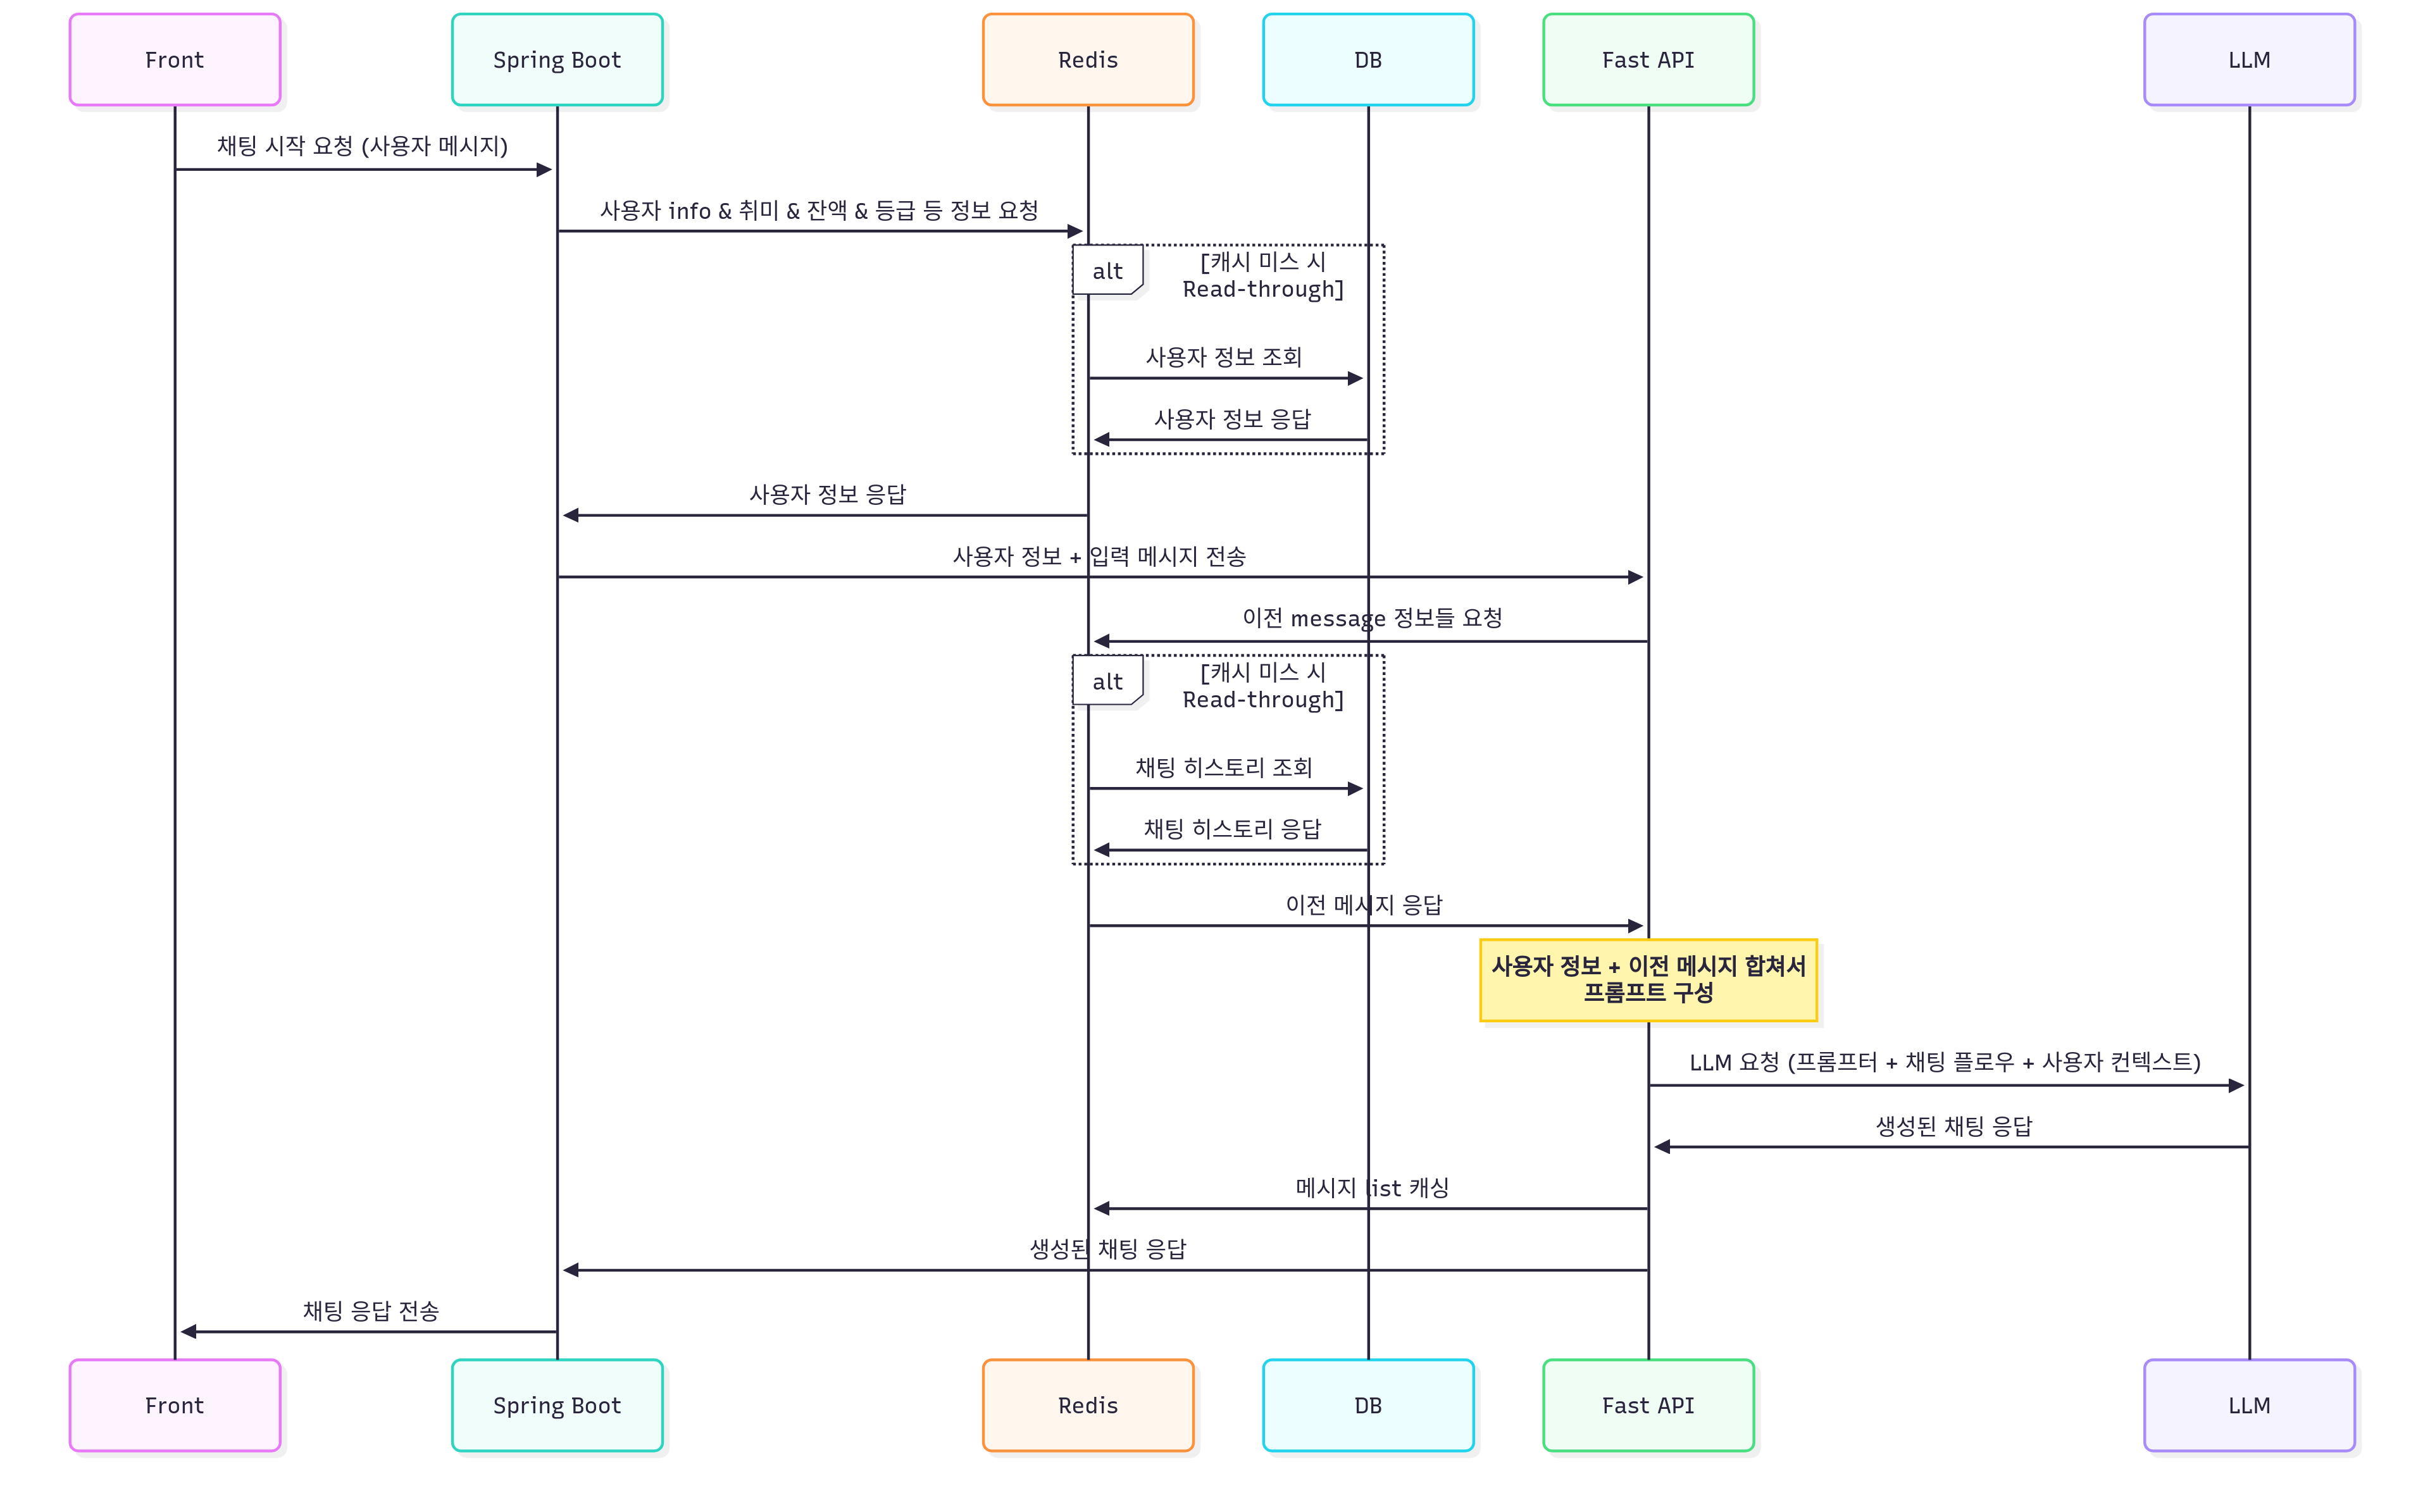 Front
Spring Boot
Redis
DB
Fast API
LLM
채팅 시작 요청 (사용자 메시지)
사용자 info & 취미 & 잔액 & 등급 등 정보 요청
alt
[캐시 미스 시
Read-through]
사용자 정보 조회
사용자 정보 응답
사용자 정보 응답
사용자 정보 + 입력 메시지 전송
이전 message 정보들 요청
alt
[캐시 미스 시
Read-through]
채팅 히스토리 조회
채팅 히스토리 응답
이전 메시지 응답
사용자 정보 + 이전 메시지 합쳐서
프롬프트 구성
LLM 요청 (프롬프터 + 채팅 플로우 + 사용자 컨텍스트)
생성된 채팅 응답
메시지 list 캐싱
생성된 채팅 응답
채팅 응답 전송
Front
Spring Boot
Redis
DB
Fast API
LLM